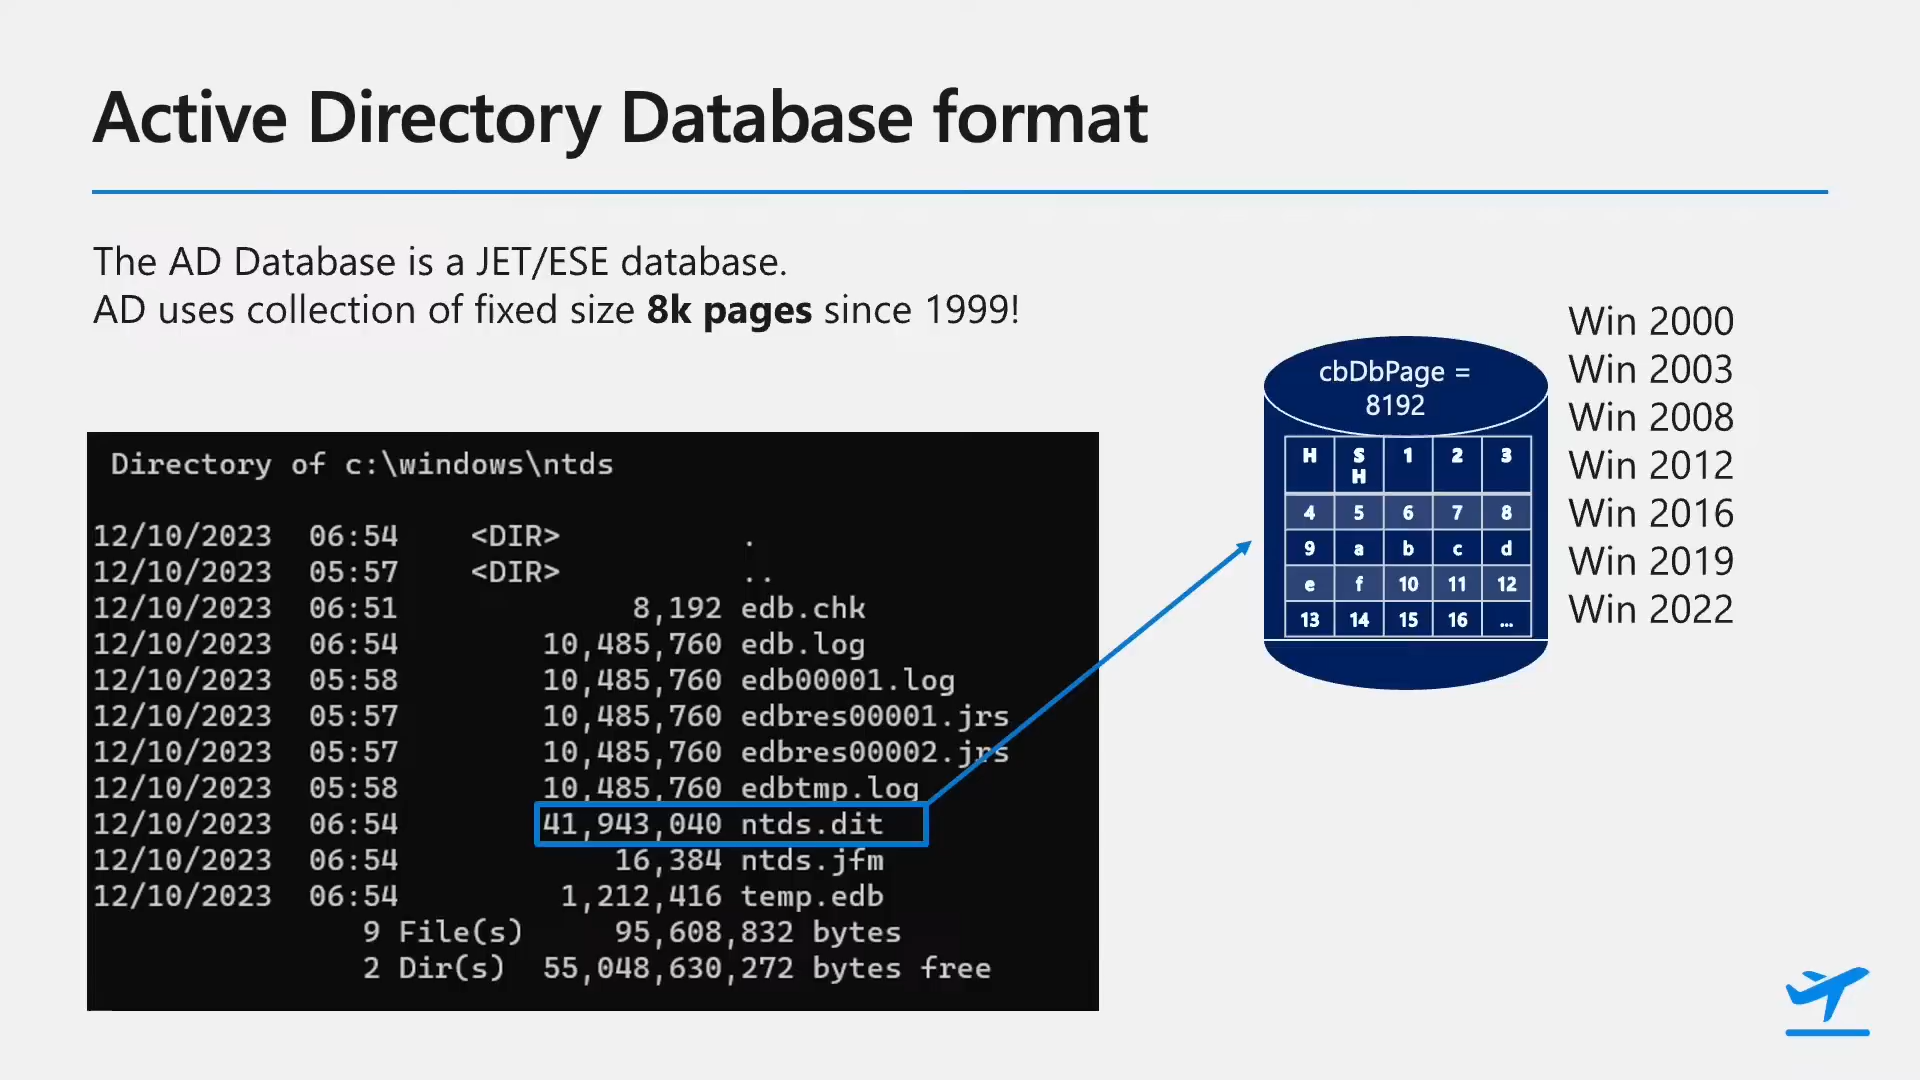 Active Directory Database format
The AD Database is a JET/ESE database.
AD uses collection of fixed size 8k pages since 1999!
Directory of c:\windows\ntds
12/10/2023 06:54 <DIR> .
12/10/2023 05:57 <DIR> ..
12/10/2023 06:51 8,192 edb.chk
12/10/2023 06:54 10,485,760 edb.log
12/10/2023 05:58 10,485,760 edb00001.log
12/10/2023 05:57 10,485,760 edbres00001.jrs
12/10/2023 05:57 10,485,760 edbres00002.jrs
12/10/2023 05:58 10,485,760 edbtmp.log
12/10/2023 06:54 41,943,040 ntds.dit
12/10/2023 06:54 16,384 ntds.jfm
12/10/2023 06:54 1,212,416 temp.edb
9 File(s) 95,608,832 bytes
2 Dir(s) 55,048,630,272 bytes free
cbDbPage =
8192
H S H 1 2 3
4 5 6 7 8
9 a b c d
e f 10 11 12
13 14 15 16 ...
Win 2000
Win 2003
Win 2008
Win 2012
Win 2016
Win 2019
Win 2022